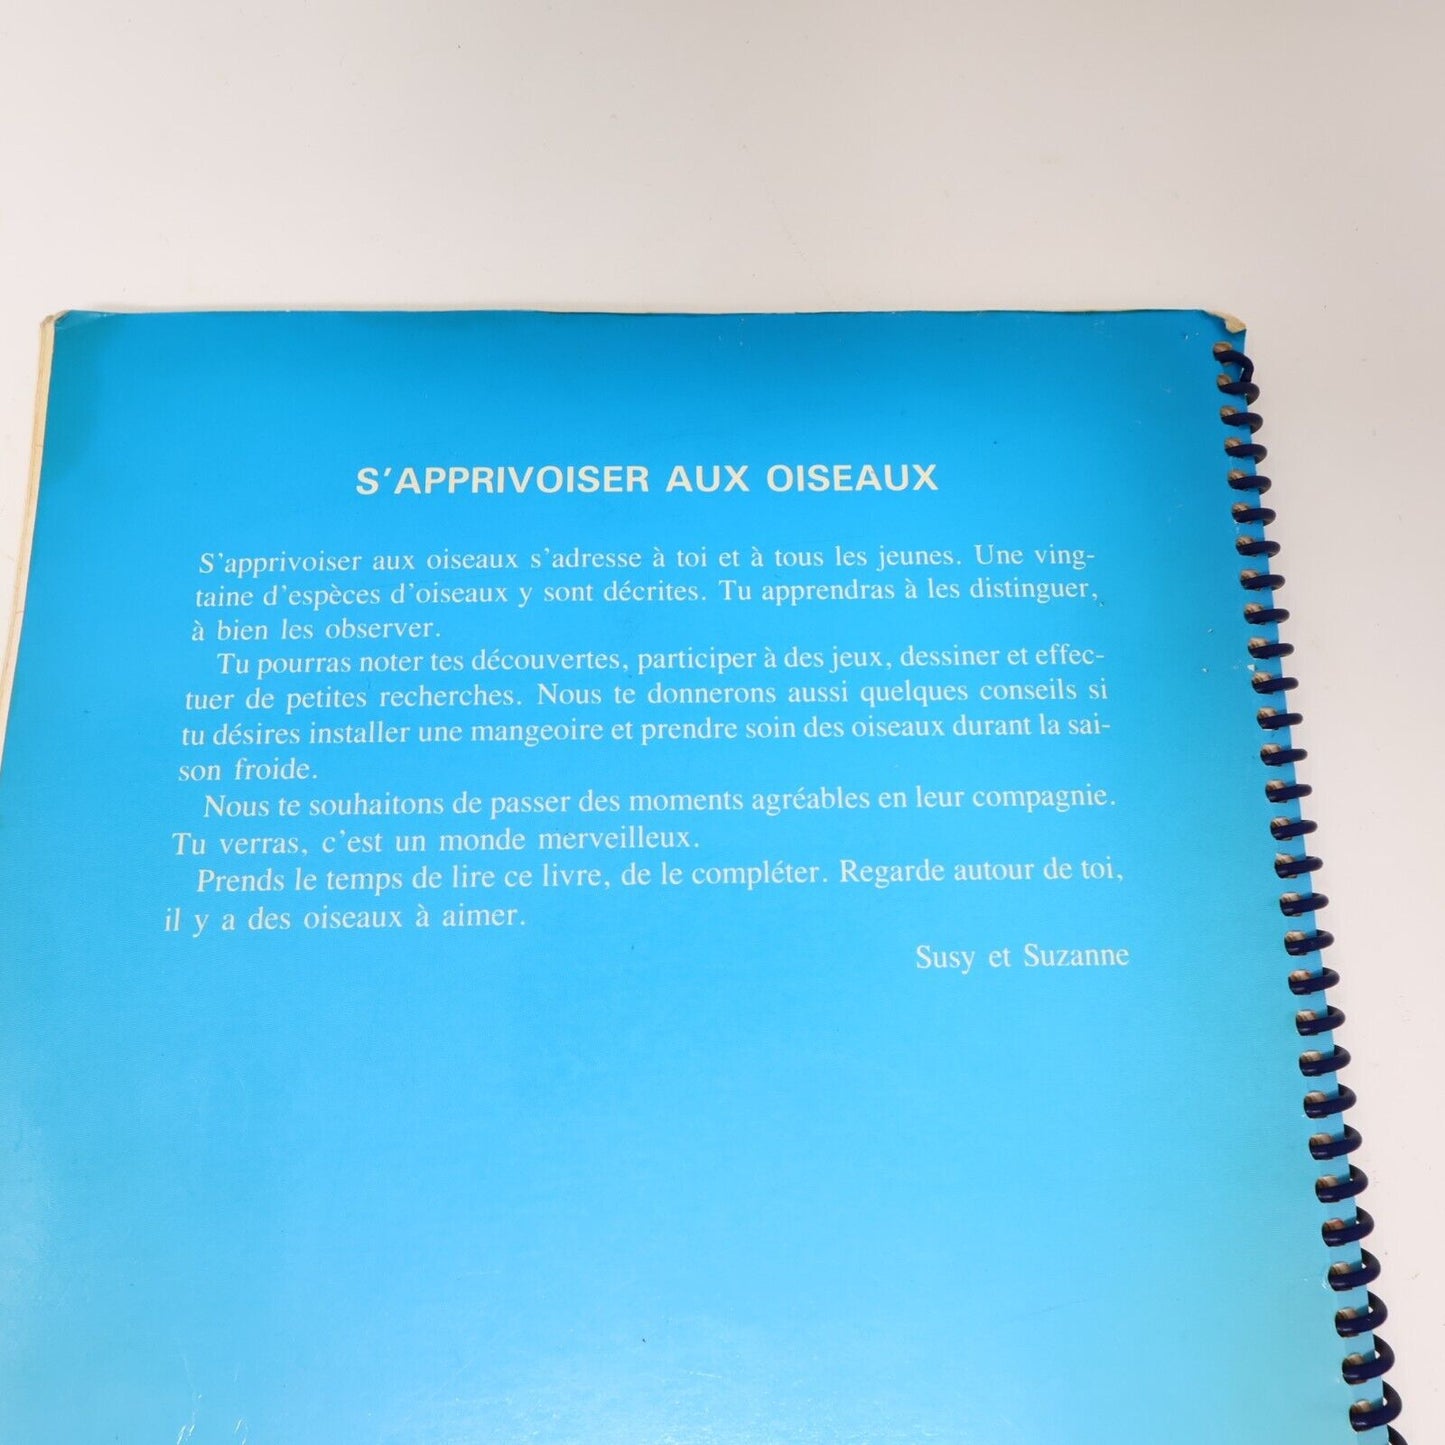 S'APPRIVOISER AUX OISEAUX
S'apprivoiser aux oiseaux s'adresse à toi et à tous les jeunes. Une ving-
taine d'espèces d'oiseaux y sont décrites. Tu apprendras à les distinguer,
à bien les observer.
Tu pourras noter tes découvertes, participer à des jeux, dessiner et effec-
tuer de petites recherches. Nous te donnerons aussi quelques conseils si
tu désires installer une mangeoire et prendre soin des oiseaux durant la sai-
son froide.
Nous te souhaitons de passer des moments agréables en leur compagnie.
Tu verras, c'est un monde merveilleux.
Prends le temps de lire ce livre, de le compléter. Regarde autour de toi,
il y a des oiseaux à aimer.
Susy et Suzanne